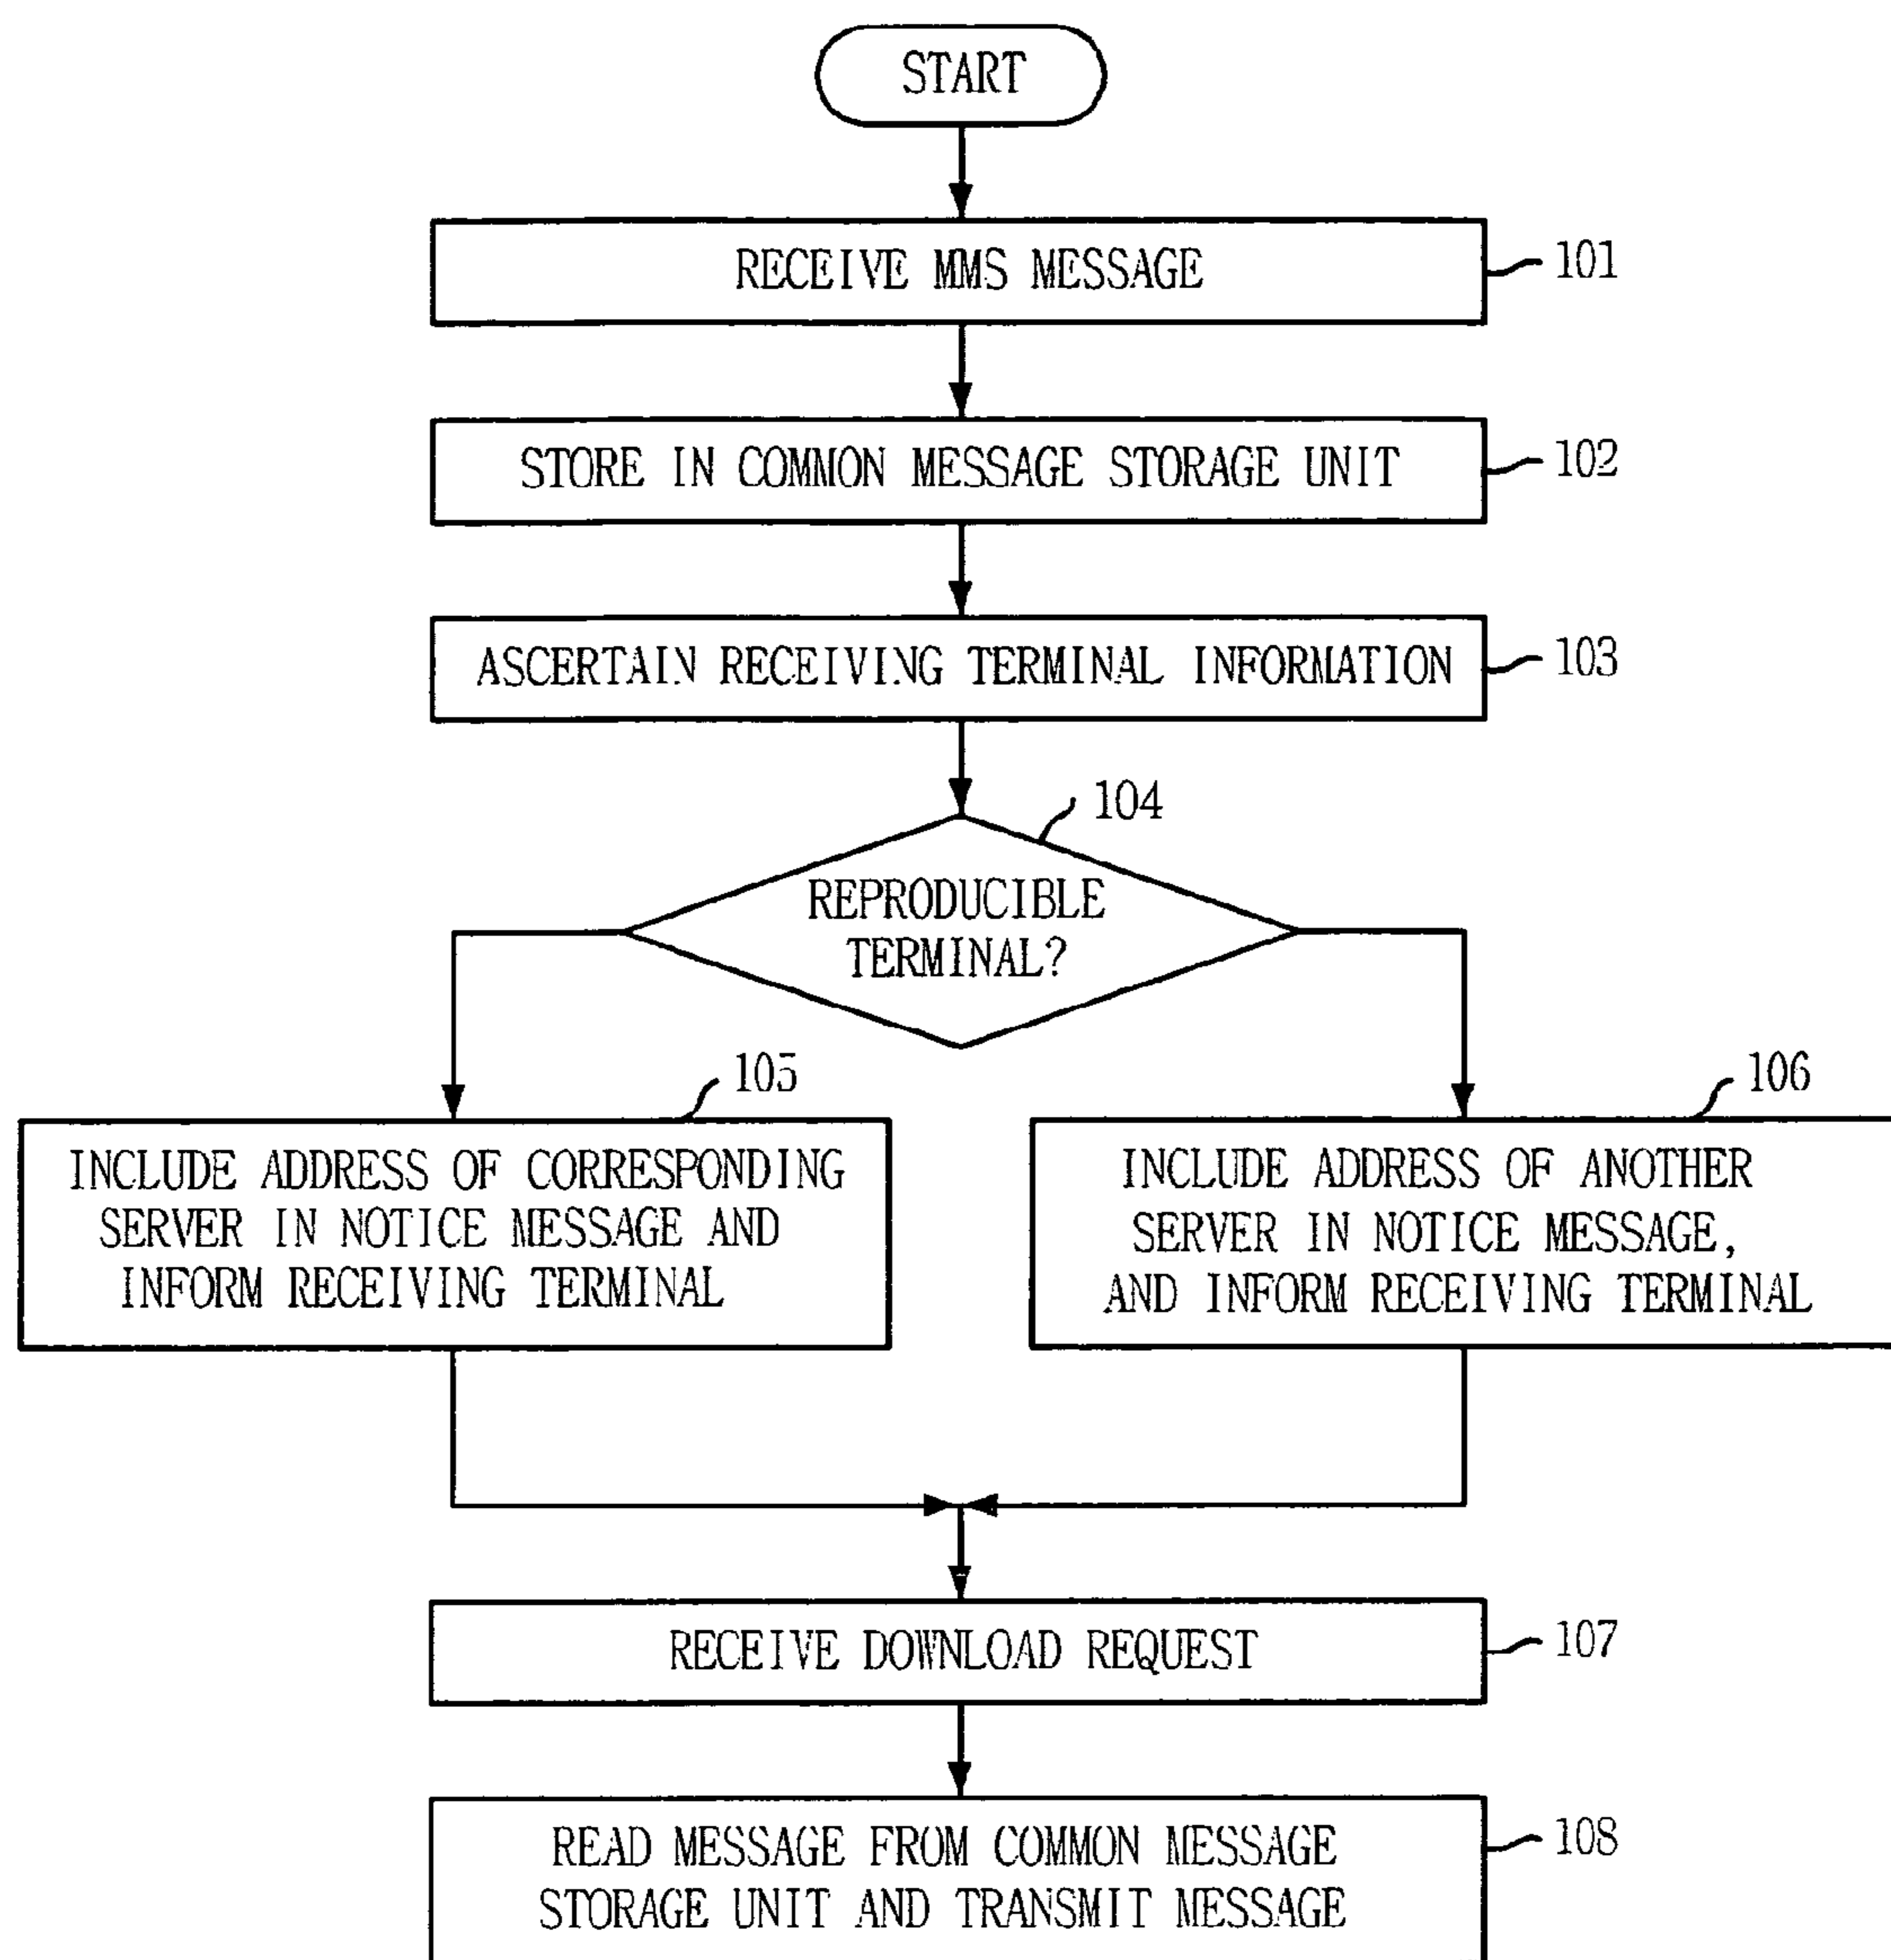 START
RECEIVE MMS MESSAGE
101
STORE IN COMMON MESSAGE STORAGE UNIT
102
ASCERTAIN RECEIVING TERMINAL INFORMATION
103
104
REPRODUCIBLE
TERMINAL?
105
INCLUDE ADDRESS OF CORRESPONDING
SERVER IN NOTICE MESSAGE AND
INFORM RECEIVING TERMINAL
106
INCLUDE ADDRESS OF ANOTHER
SERVER IN NOTICE MESSAGE,
AND INFORM RECEIVING TERMINAL
RECEIVE DOWNLOAD REQUEST
107
READ MESSAGE FROM COMMON MESSAGE
STORAGE UNIT AND TRANSMIT MESSAGE
108